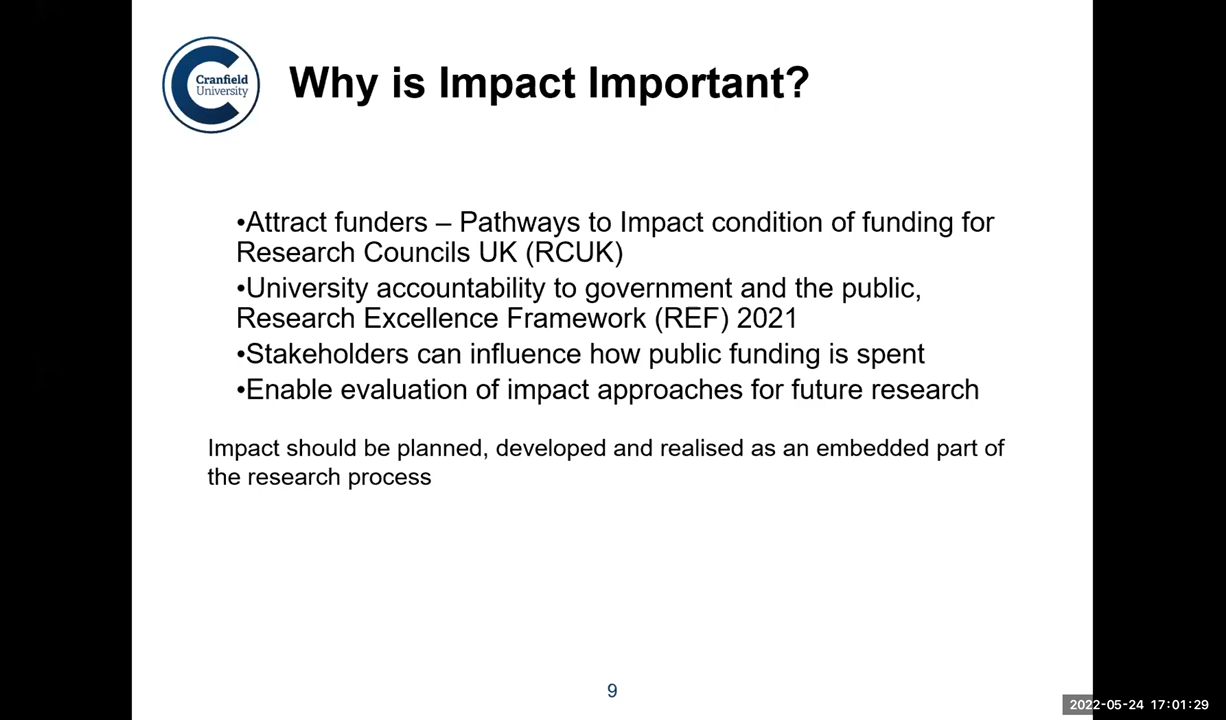 Cranfield
University
Why is Impact Important?
•Attract funders – Pathways to Impact condition of funding for
Research Councils UK (RCUK)
•University accountability to government and the public,
Research Excellence Framework (REF) 2021
•Stakeholders can influence how public funding is spent
•Enable evaluation of impact approaches for future research
Impact should be planned, developed and realised as an embedded part of
the research process
9
2022-05-24 17:01:29